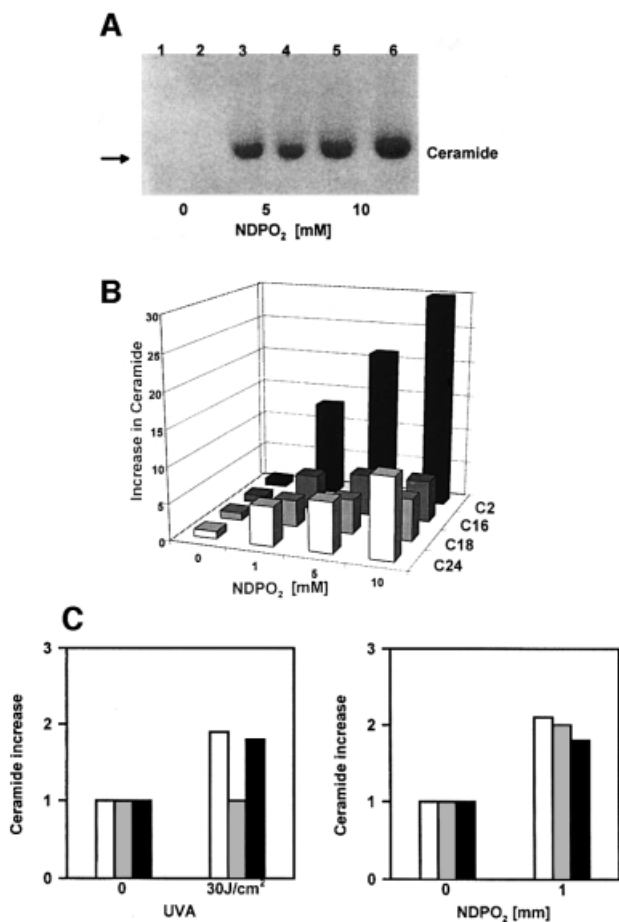 A
1 2 3 4 5 6
Ceramide
0 5 10
NDPO₂ [mM]
B
Increase in Ceramide
30
25
20
15
10
5
0
0 1 5 10
NDPO₂ [mM]
C2
C16
C18
C24
C
Ceramide increase
3
2
1
0
0 30J/cm²
UVA
Ceramide increase
3
2
1
0
0 1
NDPO₂ [mm]